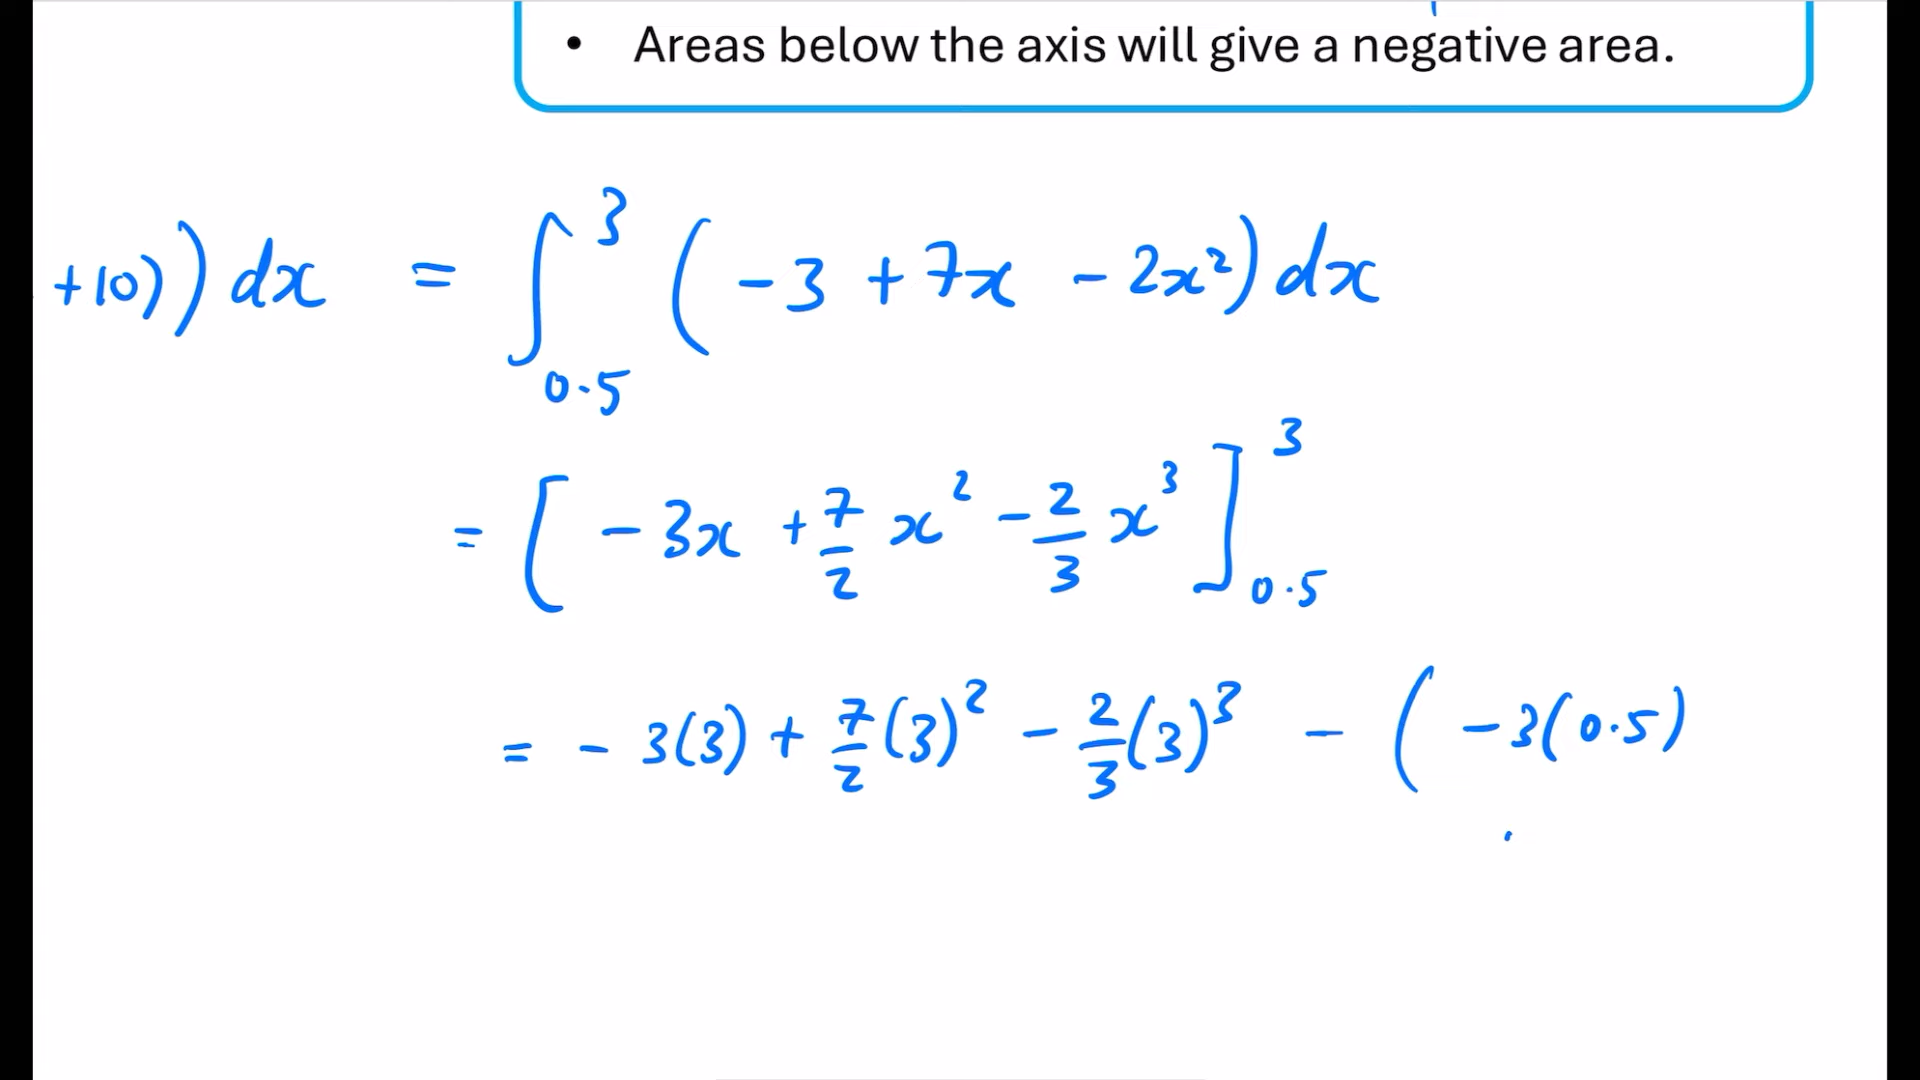 • Areas below the axis will give a negative area.
+10)) dx = ∫_{0.5}^{3} (-3 + 7x - 2x²) dx
= [-3x + 7/2 x² - 2/3 x³]_{0.5}^{3}
= -3(3) + 7/2(3)² - 2/3(3)³ - (-3(0.5)